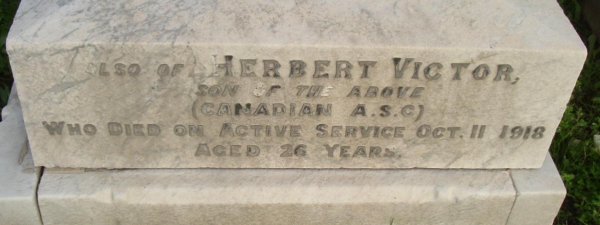 ALSO OF HERBERT VICTOR,
SON OF THE ABOVE
(CANADIAN A.S.C)
WHO DIED ON ACTIVE SERVICE OCT. 11 1918
AGED 26 YEARS.